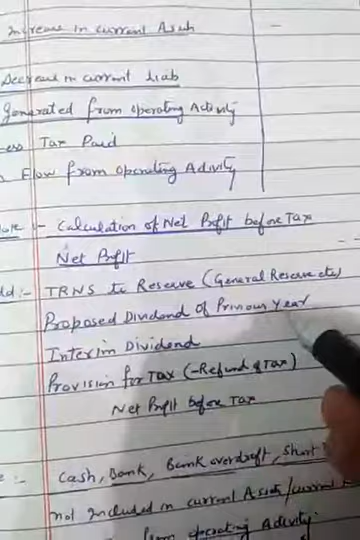 Increase in current Asets -
Decrease in current Liab
generated from operating Activity
Less Tax Paid
Flow from operating Activity
Note :- Calculation of Net Profit before Tax
Net Profit
Add :- TRNS to Reserve (General Reserve etc)
Proposed Dividend of Privious year
Interim Dividend
Provision for Tax (-Refund of Tax)
Net Profit before Tax
:- Cash, Bank, Bank overdraft, Short
not included in current Asets/current
from operating Activity.